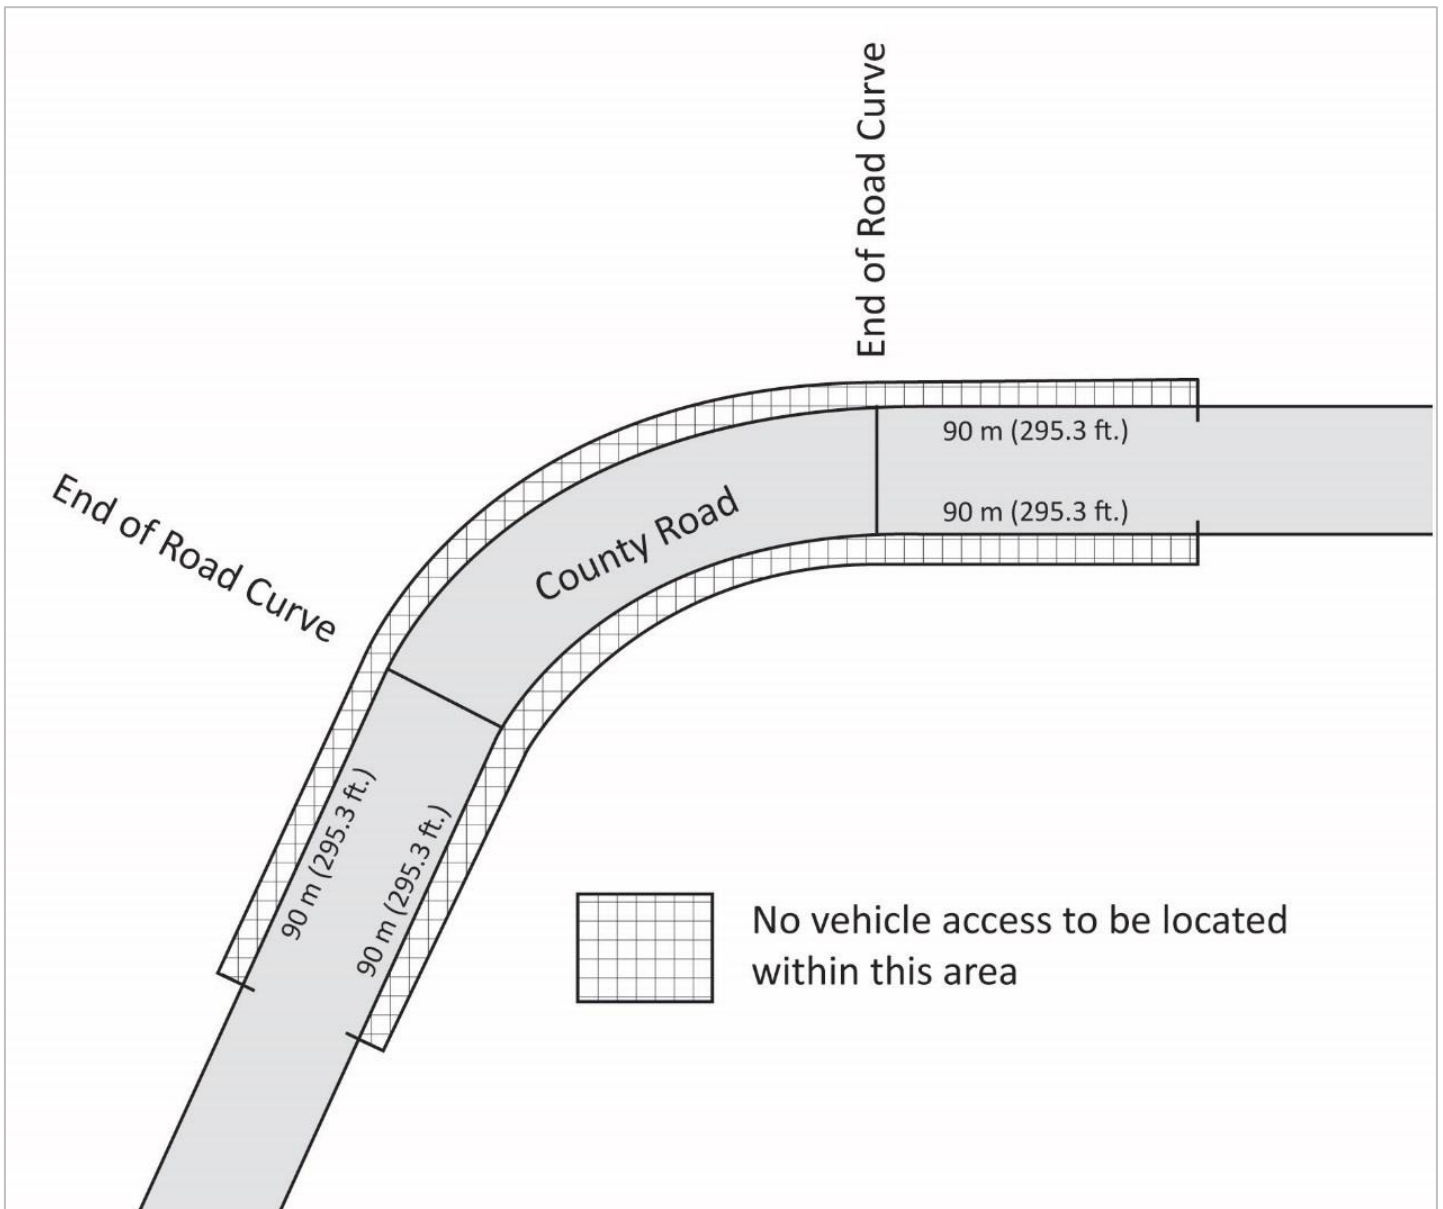 End of Road Curve
90 m (295.3 ft.)
90 m (295.3 ft.)
End of Road Curve
County Road
90 m (295.3 ft.)
90 m (295.3 ft.)
No vehicle access to be located
within this area